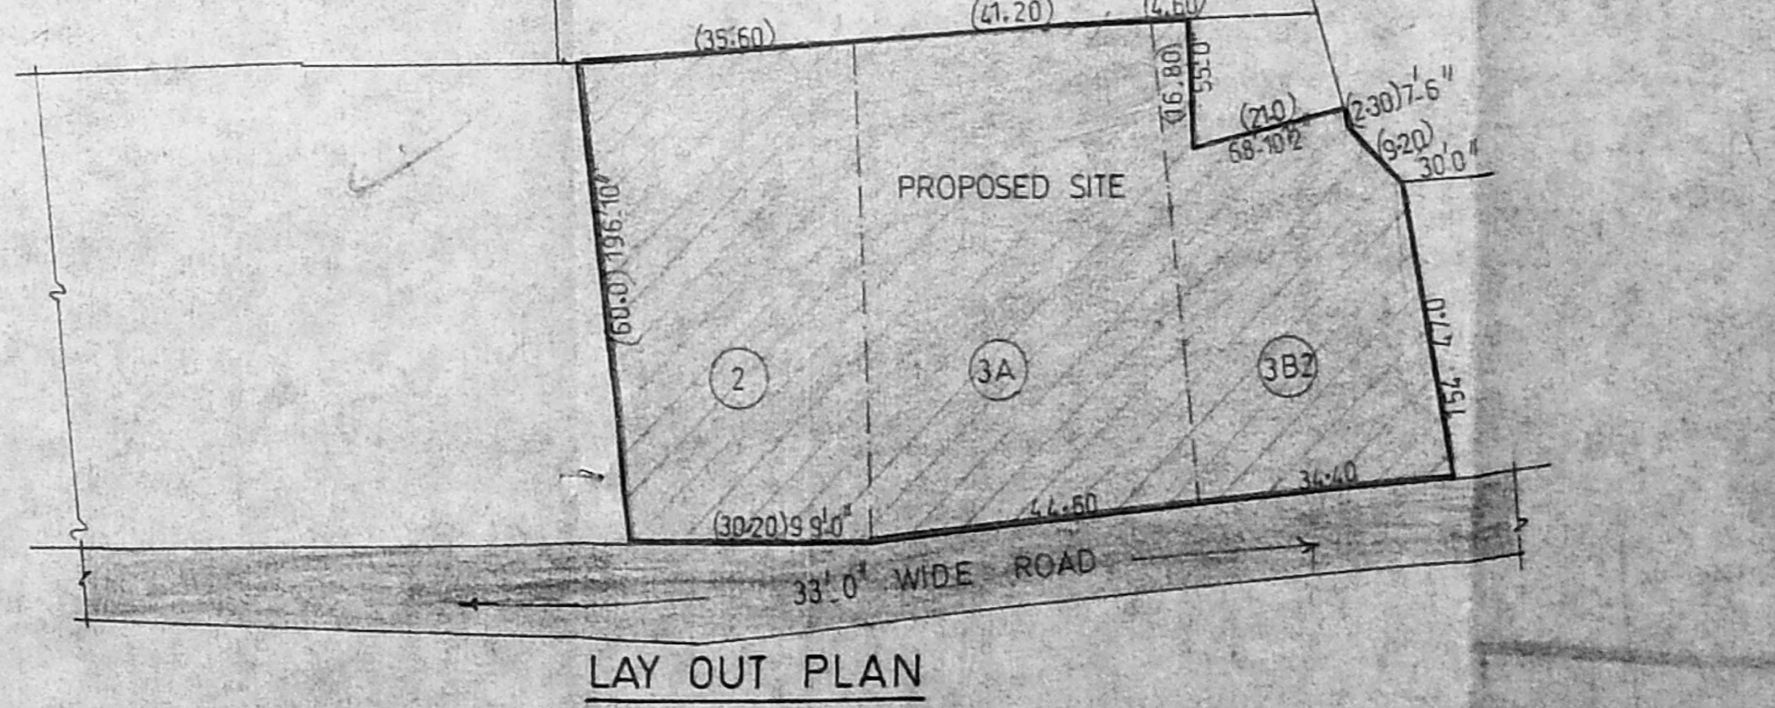 (35·60)
(41·20)
(4.60)
(16.80) 55.0
(21.0)
68-10½
(2·30) 7'-6"
(9·20)
30'0"
PROPOSED SITE
(60.0) 196'.10"
47.0
154
2
3A
3B2
(30·20) 9 9'-0"
44·60
34·40
33'.0" WIDE ROAD
LAY OUT PLAN